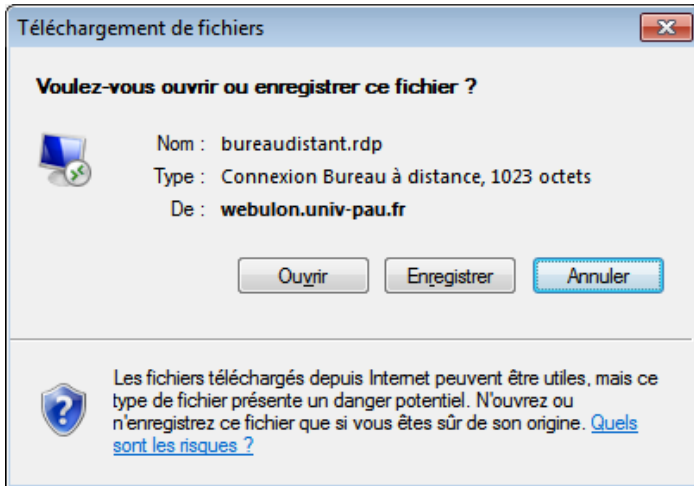 Téléchargement de fichiers
Voulez-vous ouvrir ou enregistrer ce fichier ?
Nom : bureaudistant.rdp
Type : Connexion Bureau à distance, 1023 octets
De : webulon.univ-pau.fr
Ouvrir Enregistrer Annuler
Les fichiers téléchargés depuis Internet peuvent être utiles, mais ce
type de fichier présente un danger potentiel. N'ouvrez ou
n'enregistrez ce fichier que si vous êtes sûr de son origine. Quels
sont les risques ?